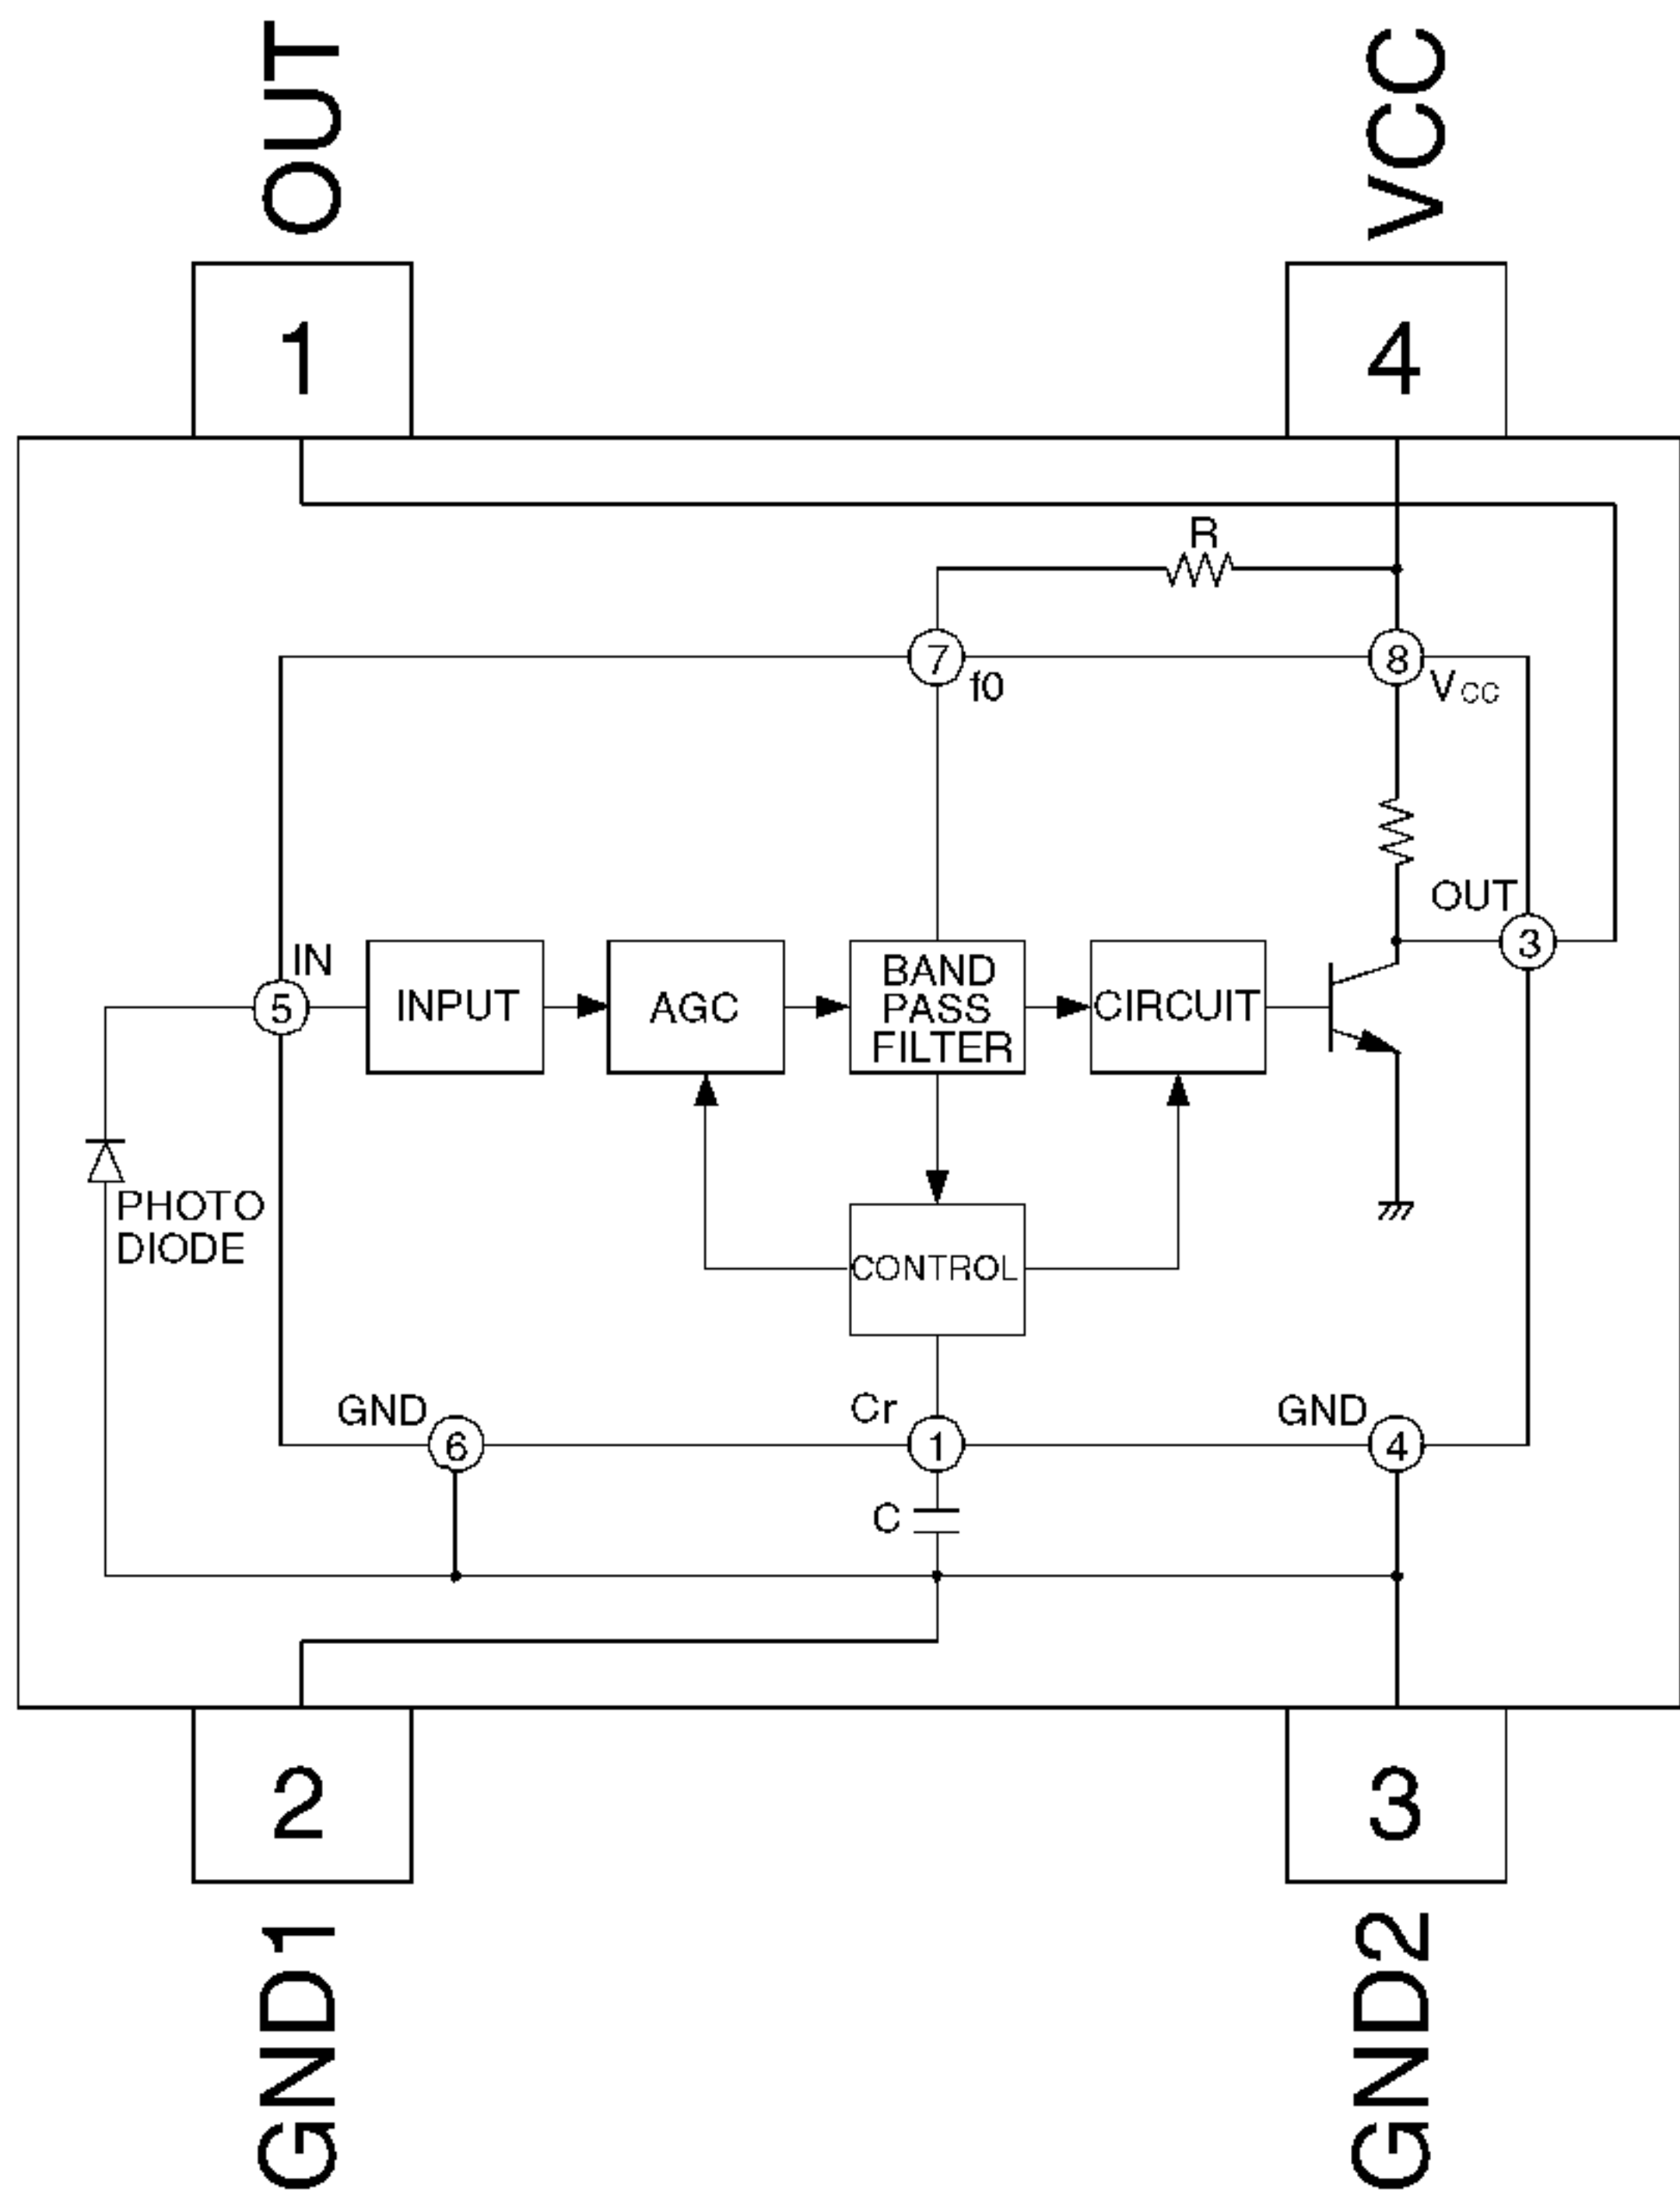 OUT
VCC
1
4
R
7
8
f0
Vcc
OUT
3
IN
5
INPUT
AGC
BAND
PASS
FILTER
CIRCUIT
PHOTO
DIODE
CONTROL
GND
Cr
GND
6
1
4
C
2
3
GND1
GND2